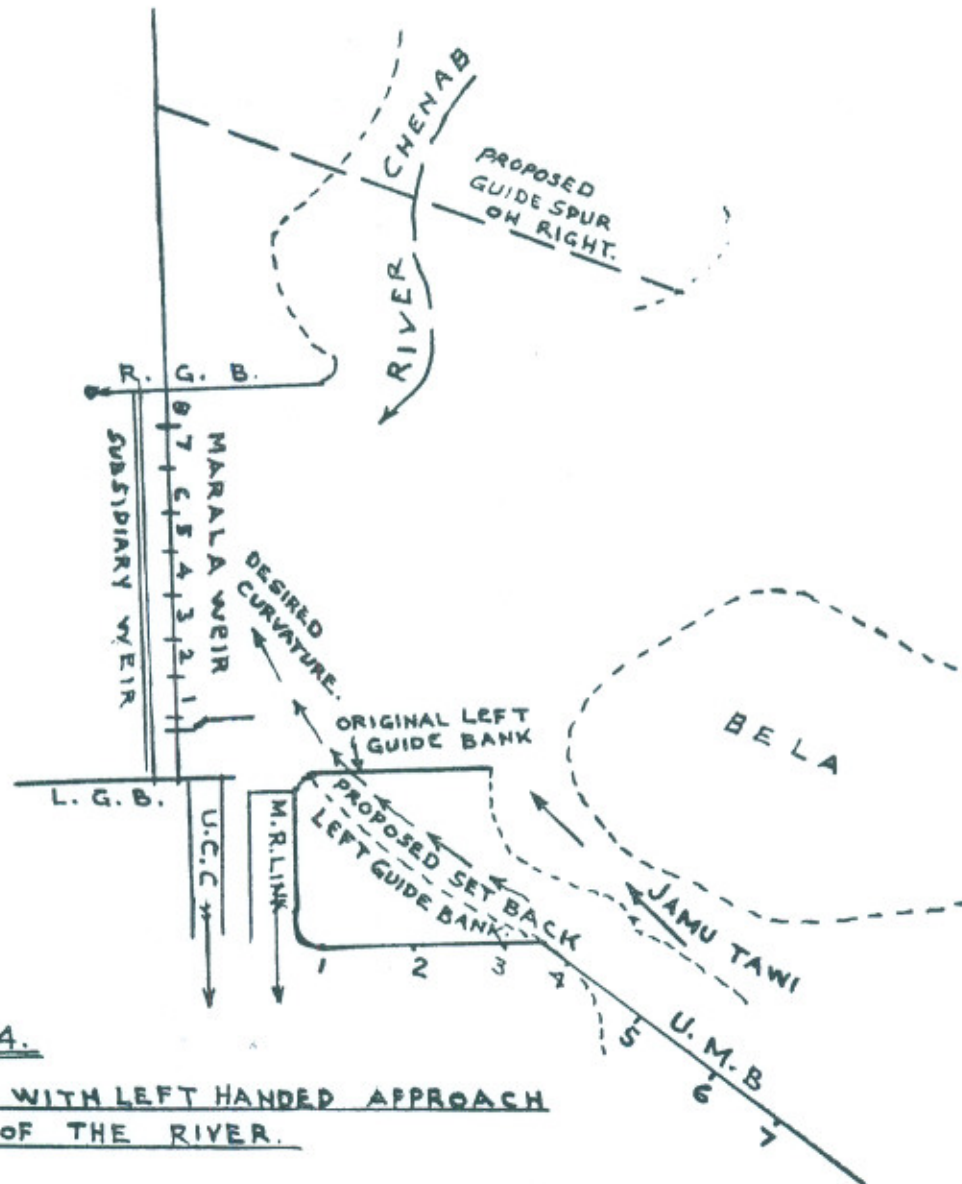 CHENAB
RIVER
PROPOSED
GUIDE SPUR
ON RIGHT.
R. G. B.
8
7
6
5
4
3
2
1
MARALA WEIR
SUBSIDIARY WEIR
DESIRED
CURVATURE.
ORIGINAL LEFT
GUIDE BANK
BELA
L. G. B.
U.C.C
M.R.LINK
PROPOSED SET BACK
LEFT GUIDE BANK.
JAMU TAWI
1
2
3
4
5
6
7
U. M. B
4.
WITH LEFT HANDED APPROACH
OF THE RIVER.